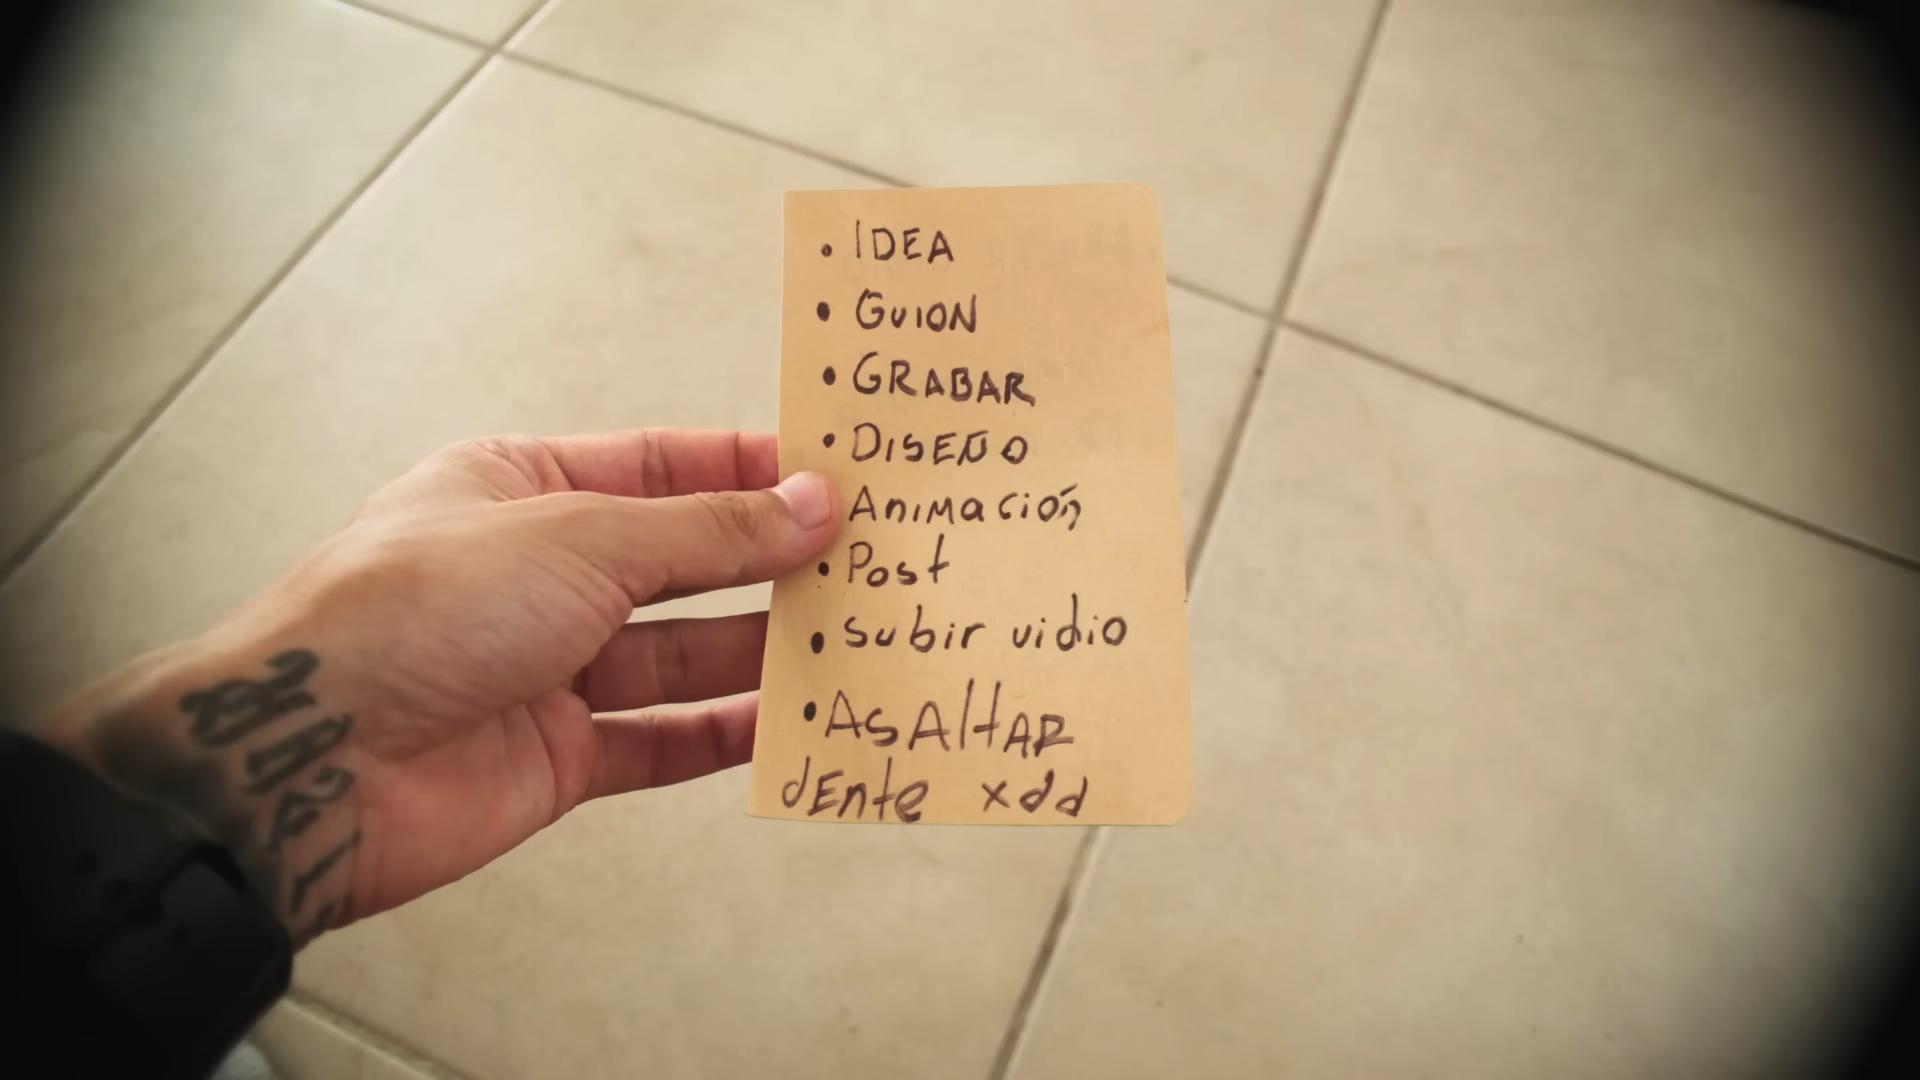 • IDEA
• GUION
• GRABAR
• DISEÑO
Animación
• Post
• subir vidio
• ASAltAR
dEnte xdd